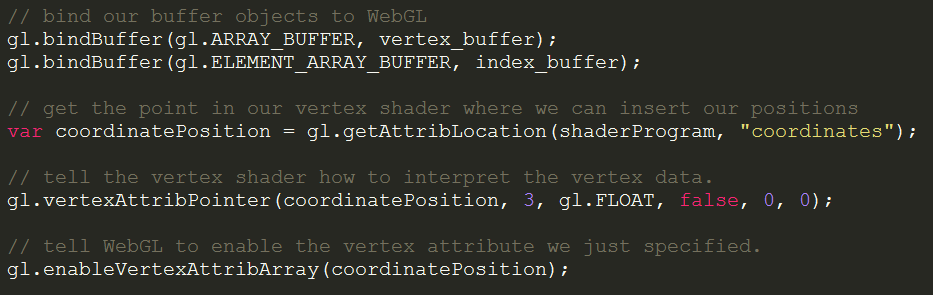 // bind our buffer objects to WebGL
gl.bindBuffer(gl.ARRAY_BUFFER, vertex_buffer);
gl.bindBuffer(gl.ELEMENT_ARRAY_BUFFER, index_buffer);
// get the point in our vertex shader where we can insert our positions
var coordinatePosition = gl.getAttribLocation(shaderProgram, "coordinates");
// tell the vertex shader how to interpret the vertex data.
gl.vertexAttribPointer(coordinatePosition, 3, gl.FLOAT, false, 0, 0);
// tell WebGL to enable the vertex attribute we just specified.
gl.enableVertexAttribArray(coordinatePosition);